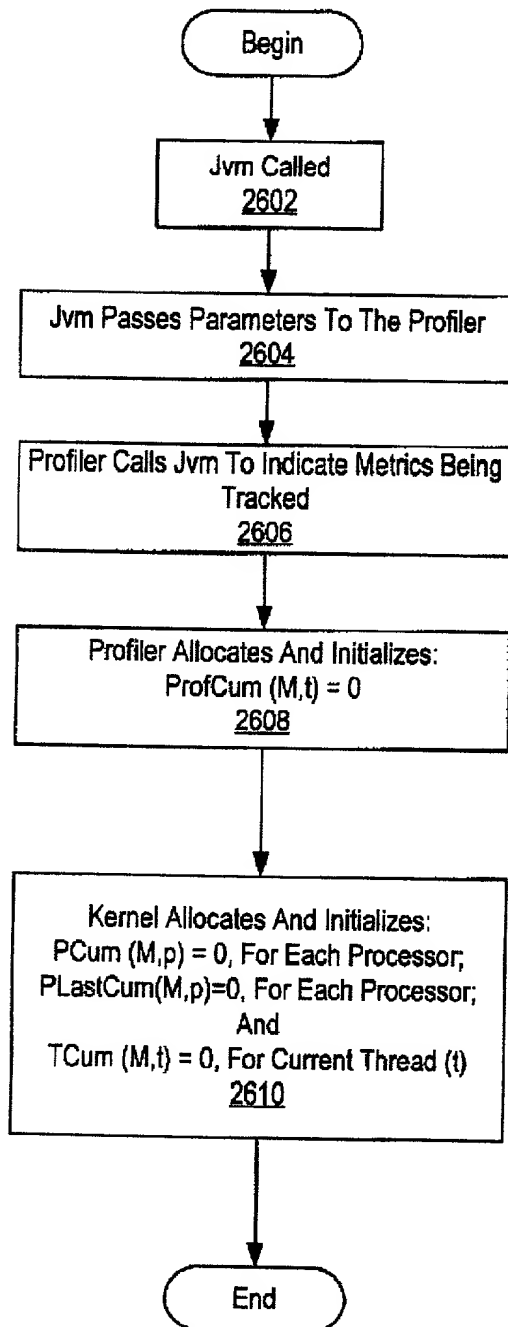 Begin
Jvm Called
2602
Jvm Passes Parameters To The Profiler
2604
Profiler Calls Jvm To Indicate Metrics Being
Tracked
2606
Profiler Allocates And Initializes:
ProfCum (M,t) = 0
2608
Kernel Allocates And Initializes:
PCum (M,p) = 0, For Each Processor;
PLastCum(M,p)=0, For Each Processor;
And
TCum (M,t) = 0, For Current Thread (t)
2610
End